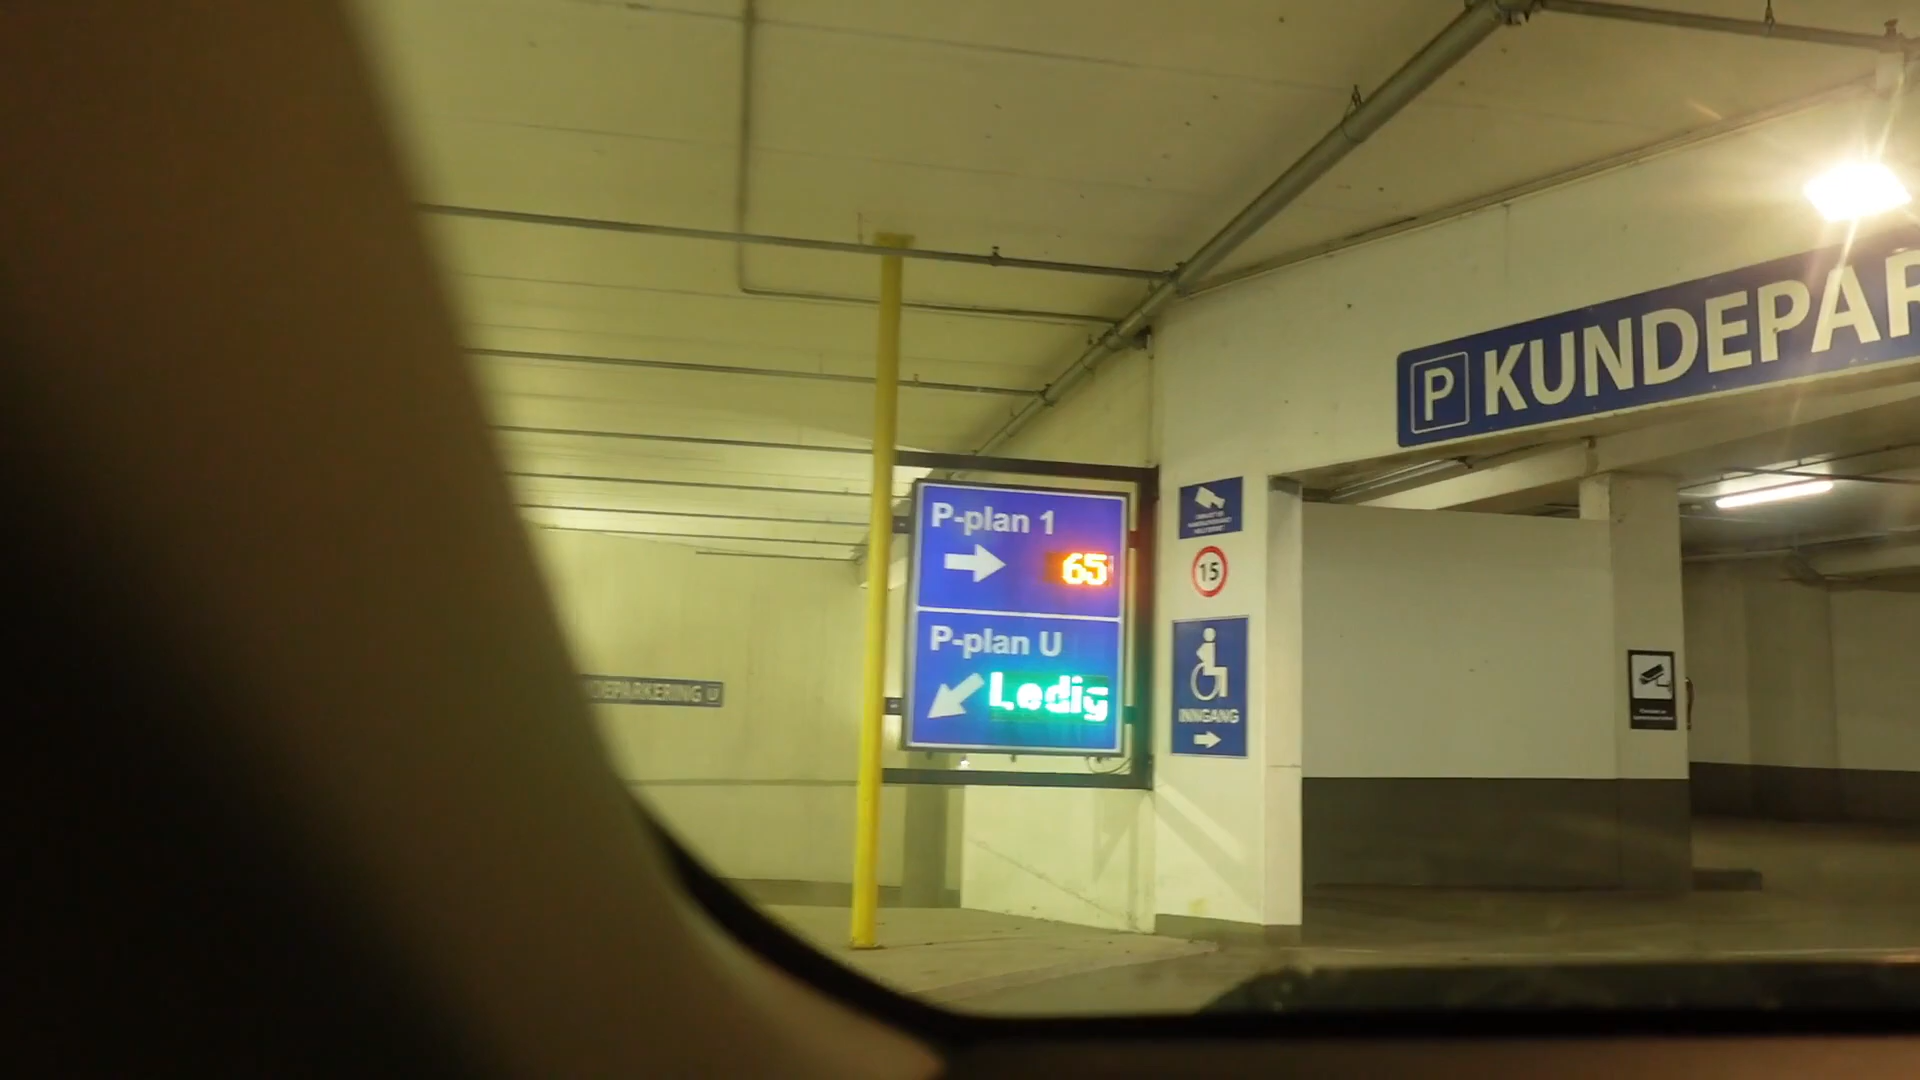 P KUNDEPAR
P-plan 1
65
P-plan U
Ledig
15
INNGANG
DEPARKERING U